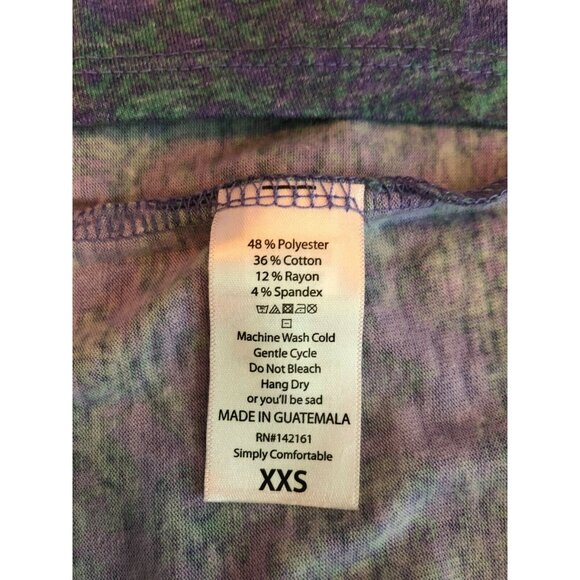 48 % Polyester
36 % Cotton
12 % Rayon
4 % Spandex
Machine Wash Cold
Gentle Cycle
Do Not Bleach
Hang Dry
or you'll be sad
MADE IN GUATEMALA
RN#142161
Simply Comfortable
XXS